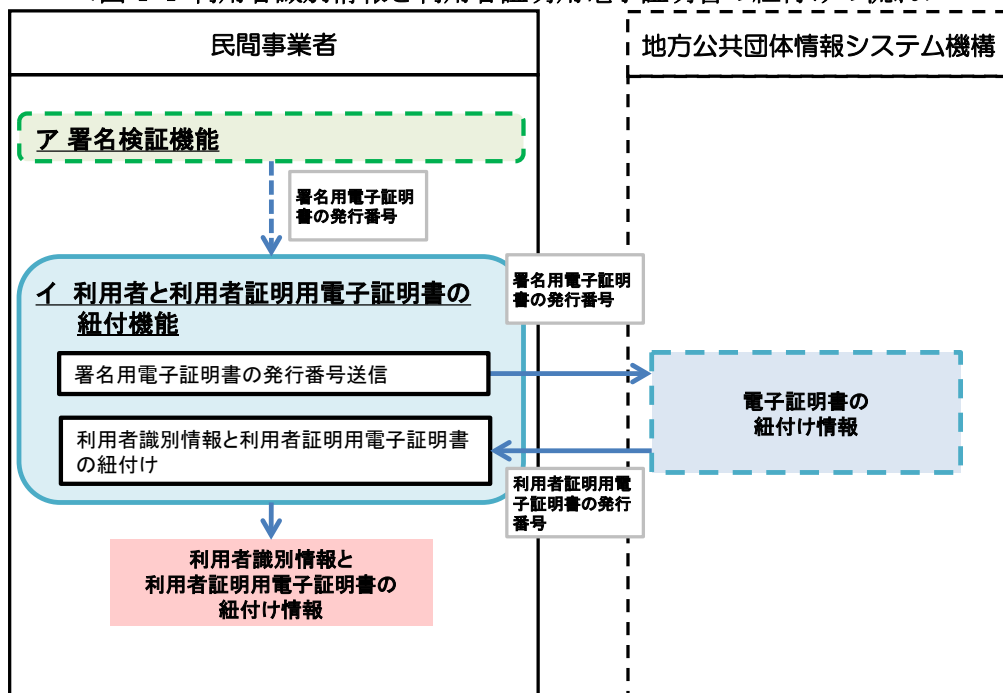 民間事業者
地方公共団体情報システム機構
ア 署名検証機能
署名用電子証明
書の発行番号
イ 利用者と利用者証明用電子証明書の
紐付機能
署名用電子証明
書の発行番号
署名用電子証明書の発行番号送信
電子証明書の
紐付け情報
利用者識別情報と利用者証明用電子証明書
の紐付け
利用者証明用電
子証明書の発行
番号
利用者識別情報と
利用者証明用電子証明書の
紐付け情報